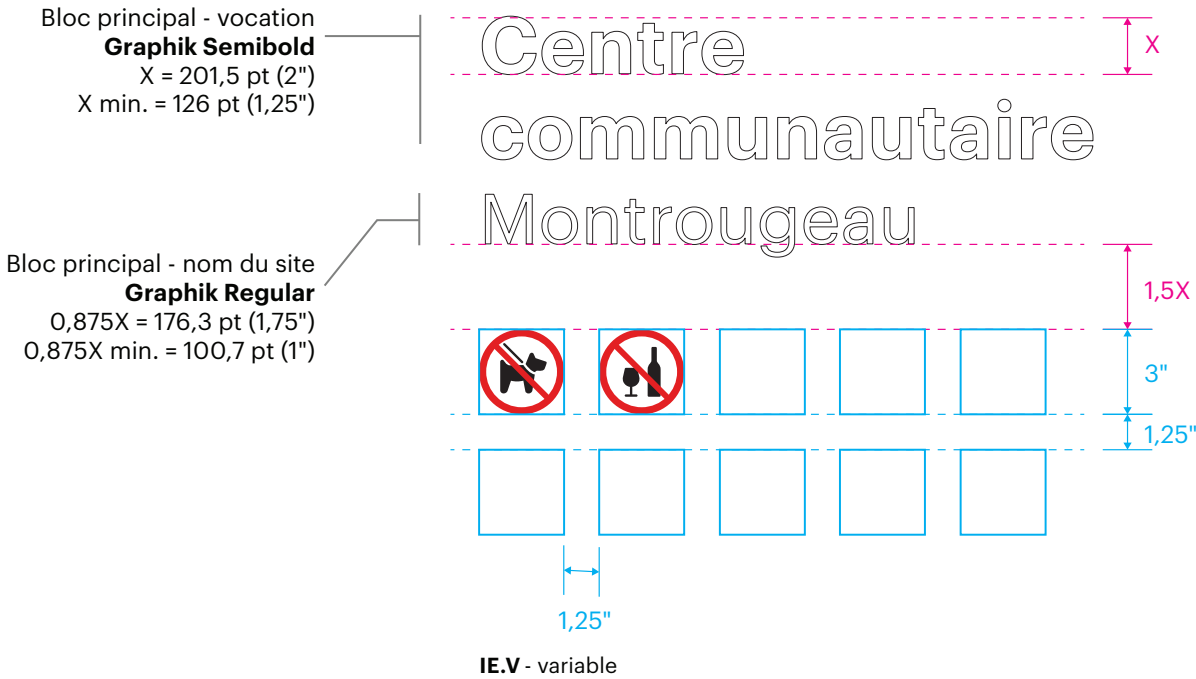 Bloc principal - vocation
Graphik Semibold
X = 201,5 pt (2")
X min. = 126 pt (1,25")
Centre
X
communautaire
Montrougeau
Bloc principal - nom du site
Graphik Regular
0,875X = 176,3 pt (1,75")
0,875X min. = 100,7 pt (1")
1,5X
3"
1,25"
1,25"
IE.V - variable